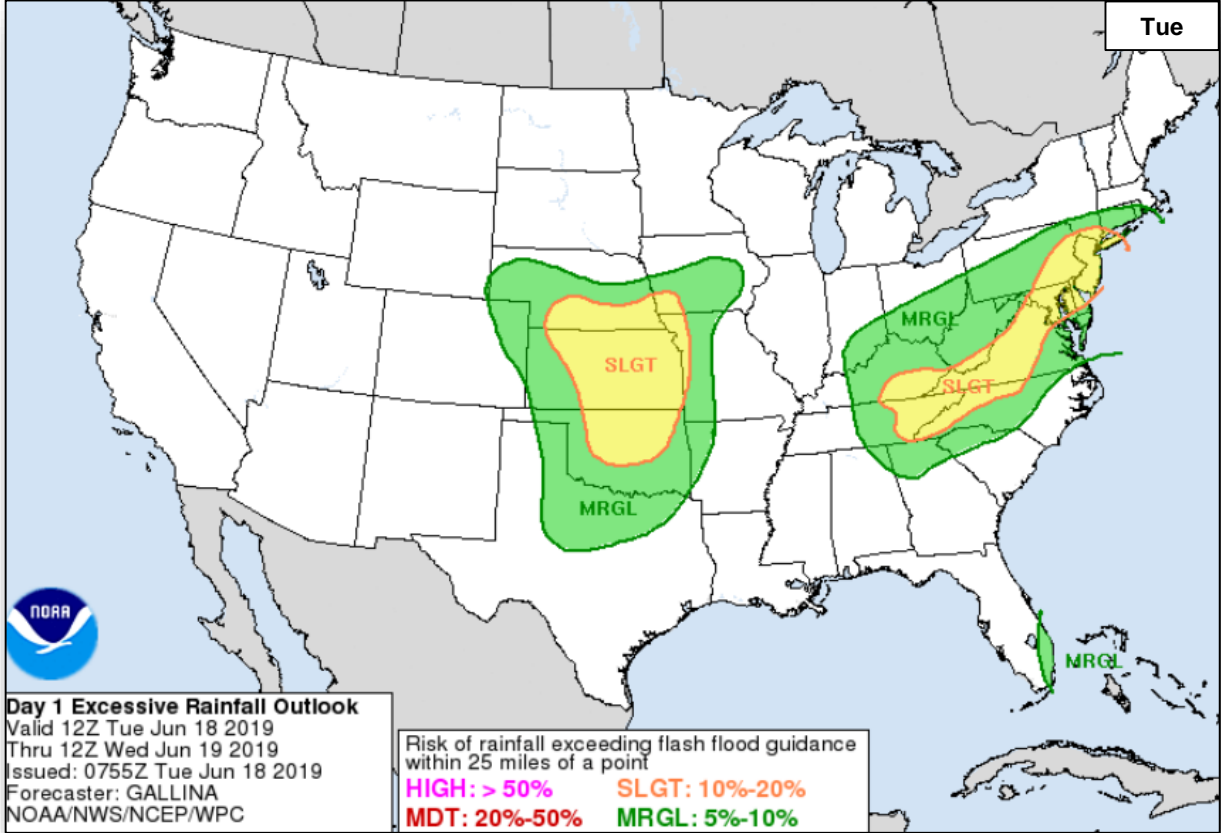 Tue
MRGL
SLGT
SLGT
MRGL
MRGL
NOAA
Day 1 Excessive Rainfall Outlook
Valid 12Z Tue Jun 18 2019
Thru 12Z Wed Jun 19 2019
Issued: 0755Z Tue Jun 18 2019
Forecaster: GALLINA
NOAA/NWS/NCEP/WPC
Risk of rainfall exceeding flash flood guidance
within 25 miles of a point
HIGH: > 50% SLGT: 10%-20%
MDT: 20%-50% MRGL: 5%-10%